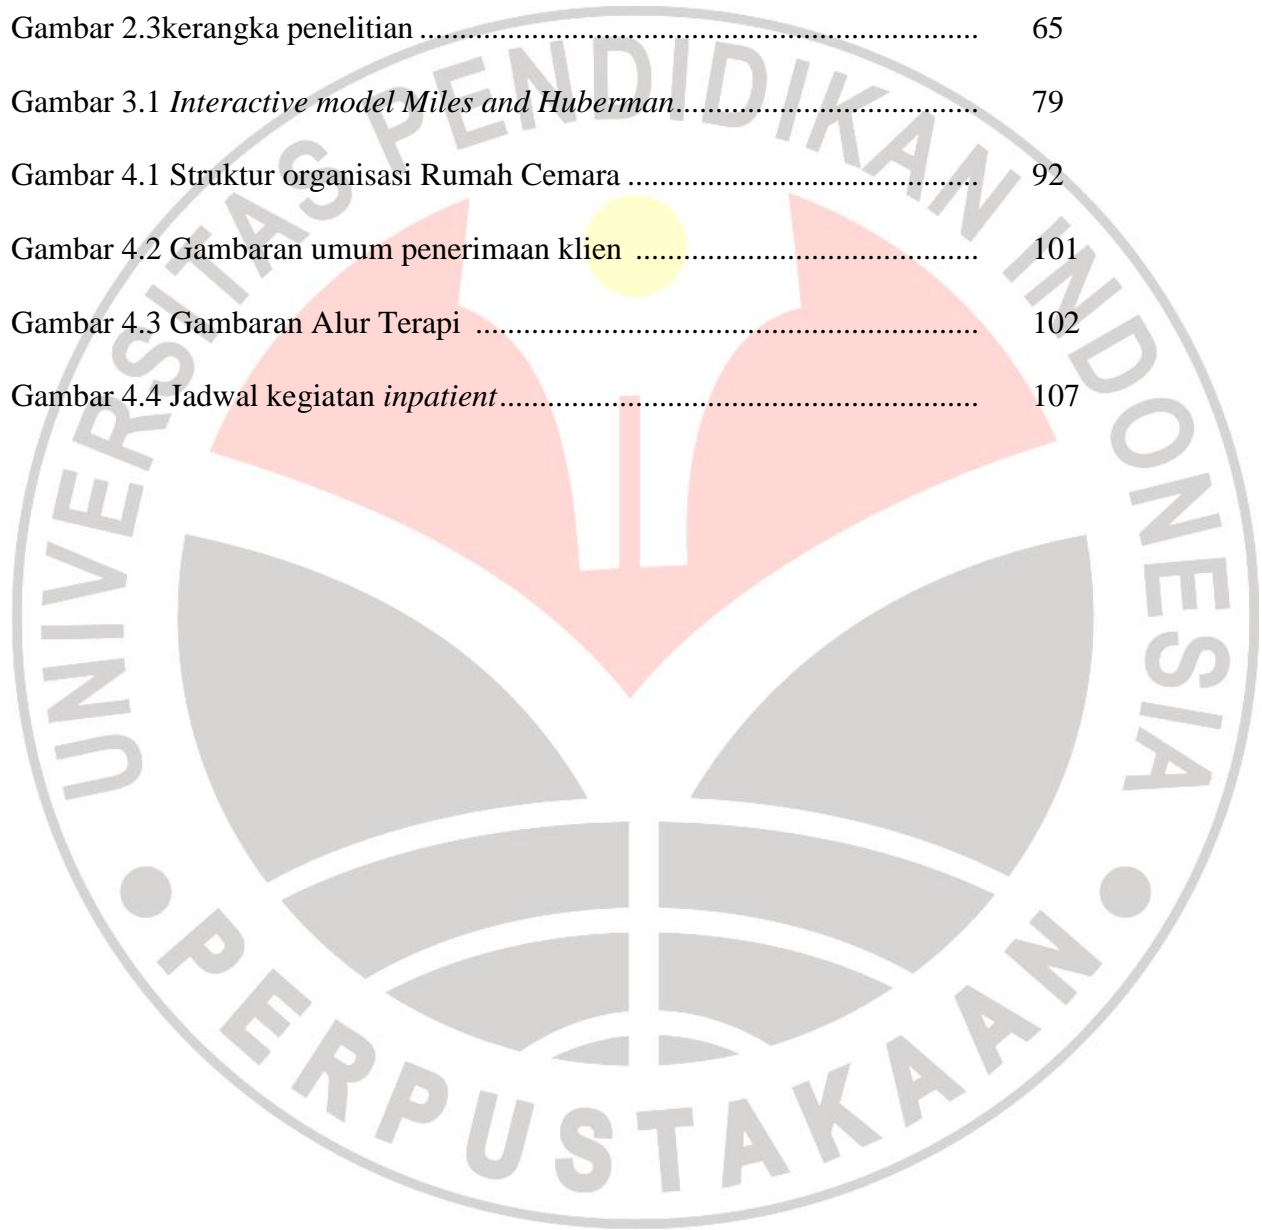 Gambar 2.3kerangka penelitian ...................................................................... 65
Gambar 3.1 Interactive model Miles and Huberman...................................... 79
Gambar 4.1 Struktur organisasi Rumah Cemara ............................................ 92
Gambar 4.2 Gambaran umum penerimaan klien ........................................... 101
Gambar 4.3 Gambaran Alur Terapi ............................................................... 102
Gambar 4.4 Jadwal kegiatan inpatient............................................................ 107
UNIVERSITAS PENDIDIKAN INDONESIA
PERPUSTAKAAN